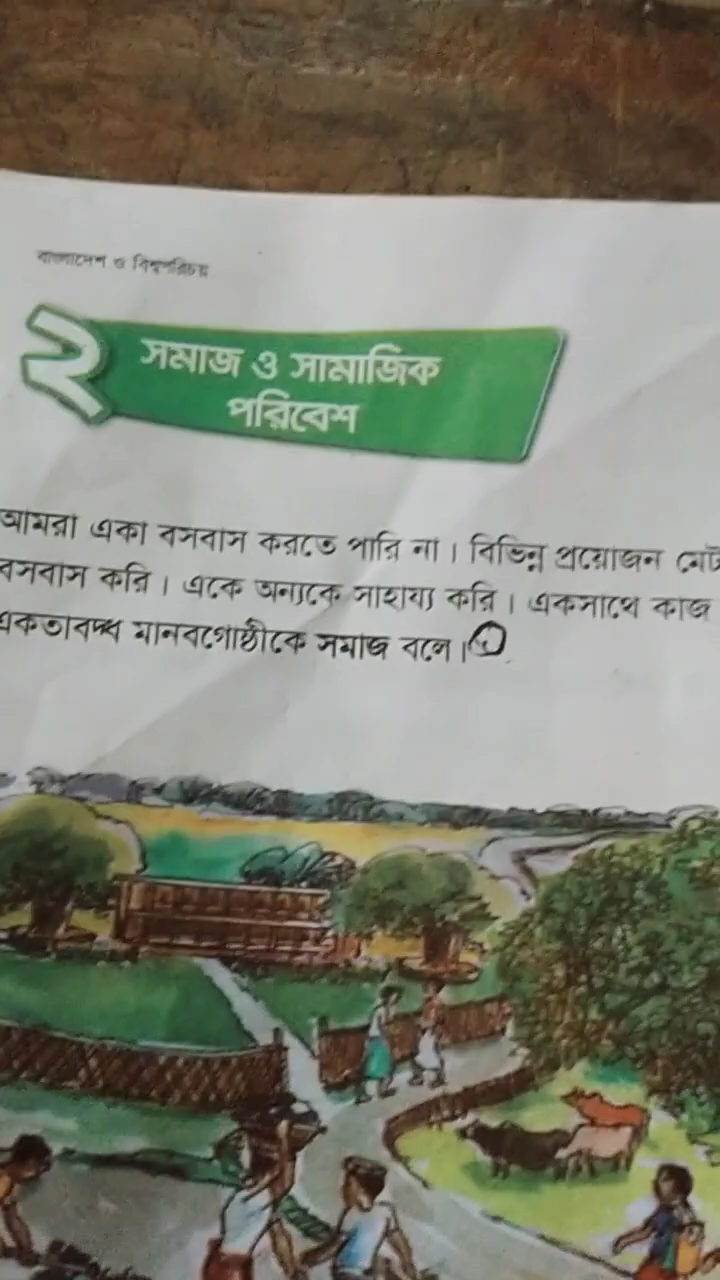 বাংলাদেশ ও বিশ্বপরিচয়
২
সমাজ ও সামাজিক
পরিবেশ
আমরা একা বসবাস করতে পারি না। বিভিন্ন প্রয়োজন
বসবাস করি। একে অন্যকে সাহায্য করি। একসাথে কাজ
একতাবদ্ধ মানবগোষ্ঠীকে সমাজ বলে।